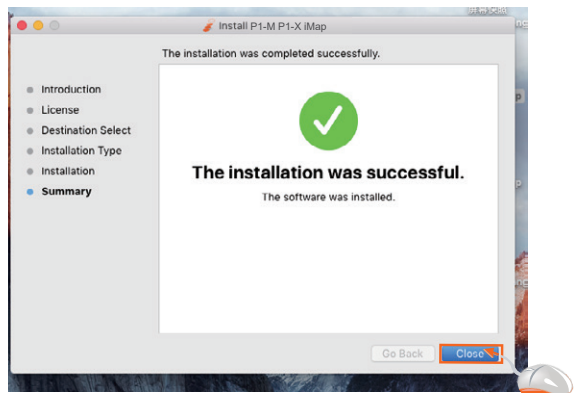 Install P1-M P1-X iMap
The installation was completed successfully.
Introduction
License
Destination Select
Installation Type
Installation
Summary
The installation was successful.
The software was installed.
Go Back
Close